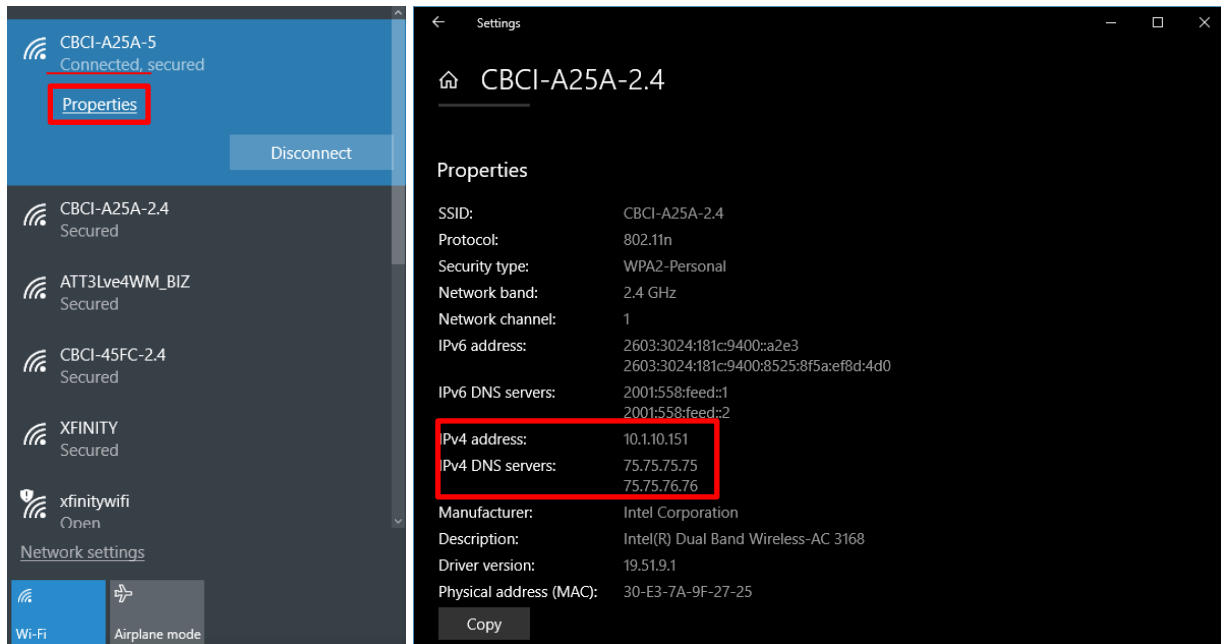 CBCI-A25A-5
Connected, secured
Properties
Disconnect
CBCI-A25A-2.4
Secured
ATT3Lve4WM_BIZ
Secured
CBCI-45FC-2.4
Secured
XFINITY
Secured
xfinitywifi
Open
Network settings
Wi-Fi
Airplane mode
Settings
CBCI-A25A-2.4
Properties
SSID: CBCI-A25A-2.4
Protocol: 802.11n
Security type: WPA2-Personal
Network band: 2.4 GHz
Network channel: 1
IPv6 address: 2603:3024:181c:9400::a2e3
2603:3024:181c:9400:8525:8f5a:ef8d:4d0
IPv6 DNS servers: 2001:558:feed::1
2001:558:feed::2
IPv4 address: 10.1.10.151
IPv4 DNS servers: 75.75.75.75
75.75.76.76
Manufacturer: Intel Corporation
Description: Intel(R) Dual Band Wireless-AC 3168
Driver version: 19.51.9.1
Physical address (MAC): 30-E3-7A-9F-27-25
Copy